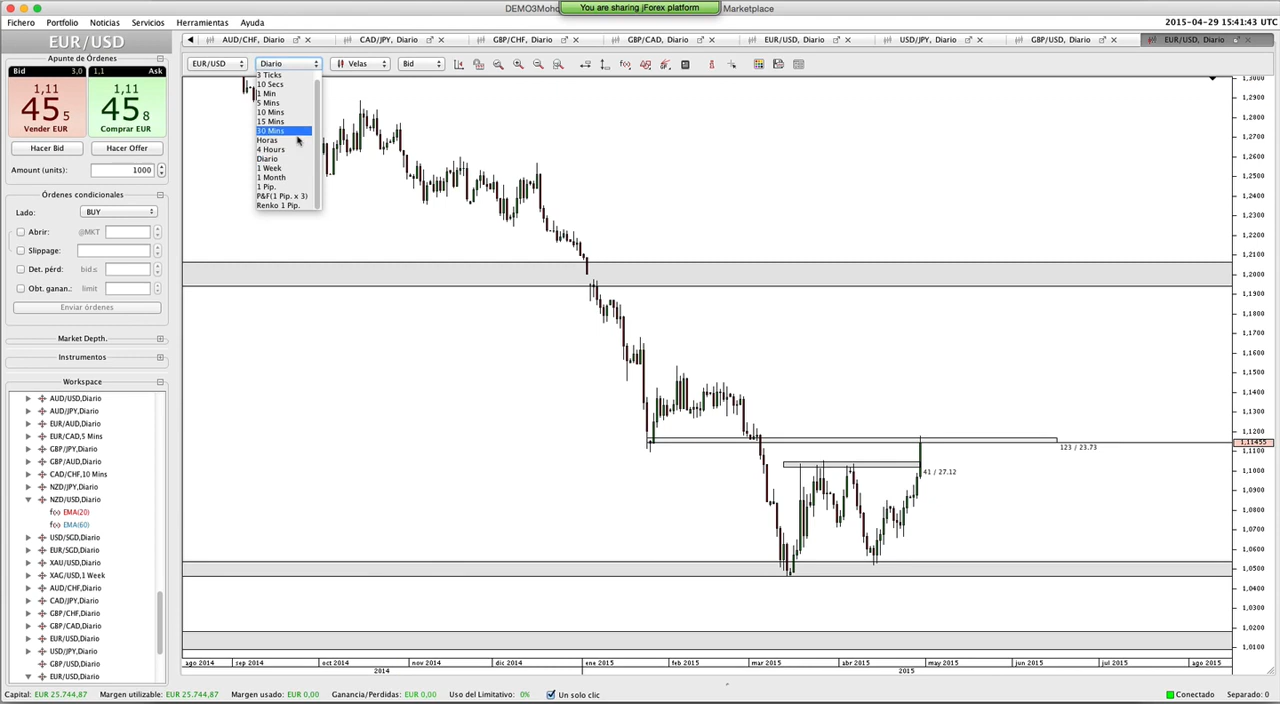 DEMO3Moho
You are sharing jForex platform
Marketplace
Fichero Portfolio Noticias Servicios Herramientas Ayuda
2015-04-29 15:41:43 UTC
EUR/USD
AUD/CHF, Diario
CAD/JPY, Diario
GBP/CHF, Diario
GBP/CAD, Diario
EUR/USD, Diario
USD/JPY, Diario
GBP/USD, Diario
EUR/USD, Diario
Apunte de Órdenes
Bid 3,0 1,1 Ask
1,11 1,11
45 5 45 8
Vender EUR Comprar EUR
Hacer Bid Hacer Offer
Amount (units): 1000
Órdenes condicionales
Lado: BUY
Abrir: @MKT
Slippage:
Det. pérd: bid≤
Obt. ganan.: limit
Enviar órdenes
Market Depth.
Instrumentos
Workspace
AUD/USD,Diario
AUD/JPY,Diario
EUR/AUD,Diario
EUR/CAD,5 Mins
GBP/JPY,Diario
GBP/AUD,Diario
CAD/CHF,10 Mins
NZD/JPY,Diario
NZD/USD,Diario
f(x) EMA(20)
f(x) EMA(60)
USD/SGD,Diario
EUR/SGD,Diario
XAU/USD,Diario
XAG/USD,1 Week
AUD/CHF,Diario
CAD/JPY,Diario
GBP/CHF,Diario
GBP/CAD,Diario
EUR/USD,Diario
USD/JPY,Diario
GBP/USD,Diario
EUR/USD,Diario
EUR/USD Diario Velas Bid
3 Ticks
10 Secs
1 Min
5 Mins
10 Mins
15 Mins
30 Mins
Horas
4 Hours
Diario
1 Week
1 Month
1 Pip.
P&F(1 Pip. x 3)
Renko 1 Pip.
123 / 23.73
41 / 27.12
1,3000
1,2900
1,2800
1,2700
1,2600
1,2500
1,2400
1,2300
1,2200
1,2100
1,2000
1,1900
1,1800
1,1700
1,1600
1,1500
1,1400
1,1300
1,1200
1,11455
1,1100
1,1000
1,0900
1,0800
1,0700
1,0600
1,0500
1,0400
1,0300
1,0200
1,0100
ago 2014 sep 2014 oct 2014 nov 2014 dic 2014 ene 2015 feb 2015 mar 2015 abr 2015 may 2015 jun 2015 jul 2015 ago 2015
2014 2015
Capital: EUR 25.744,87 Margen utilizable: EUR 25.744,87 Margen usado: EUR 0,00 Ganancia/Perdidas: EUR 0,00 Uso del Limitativo: 0% Un solo clic Conectado Separado: 0